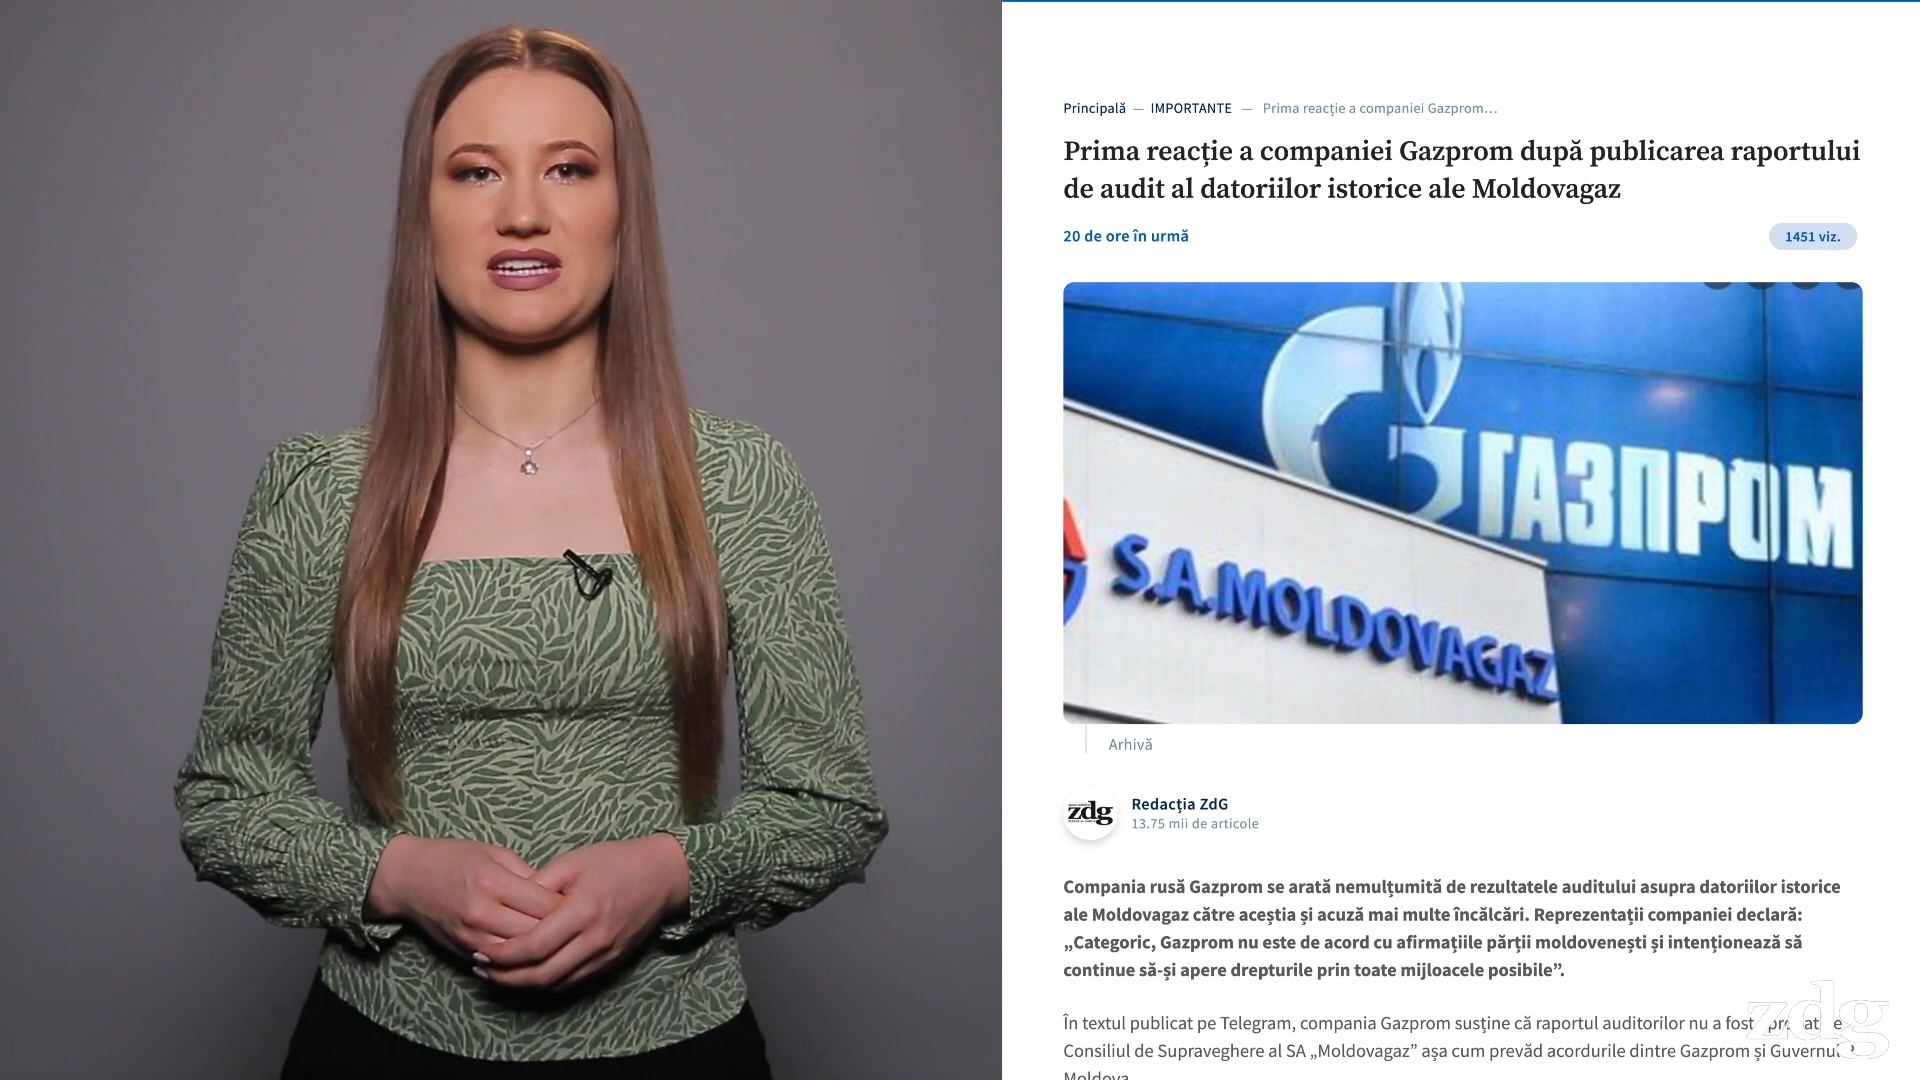 Principală — IMPORTANTE — Prima reacție a companiei Gazprom...
Prima reacție a companiei Gazprom după publicarea raportului
de audit al datoriilor istorice ale Moldovagaz
20 de ore în urmă
1451 viz.
ГАЗПРОМ
S.A.MOLDOVAGAZ
Arhivă
zdg
Redacția ZdG
13.75 mii de articole
Compania rusă Gazprom se arată nemulțumită de rezultatele auditului asupra datoriilor istorice
ale Moldovagaz către aceștia și acuză mai multe încălcări. Reprezentații companiei declară:
„Categoric, Gazprom nu este de acord cu afirmațiile părții moldovenești și intenționează să
continue să-și apere drepturile prin toate mijloacele posibile”.
În textul publicat pe Telegram, compania Gazprom susține că raportul auditorilor nu a fost
Consiliul de Supraveghere al SA „Moldovagaz” așa cum prevăd acordurile dintre Gazprom și
Moldova
zdg